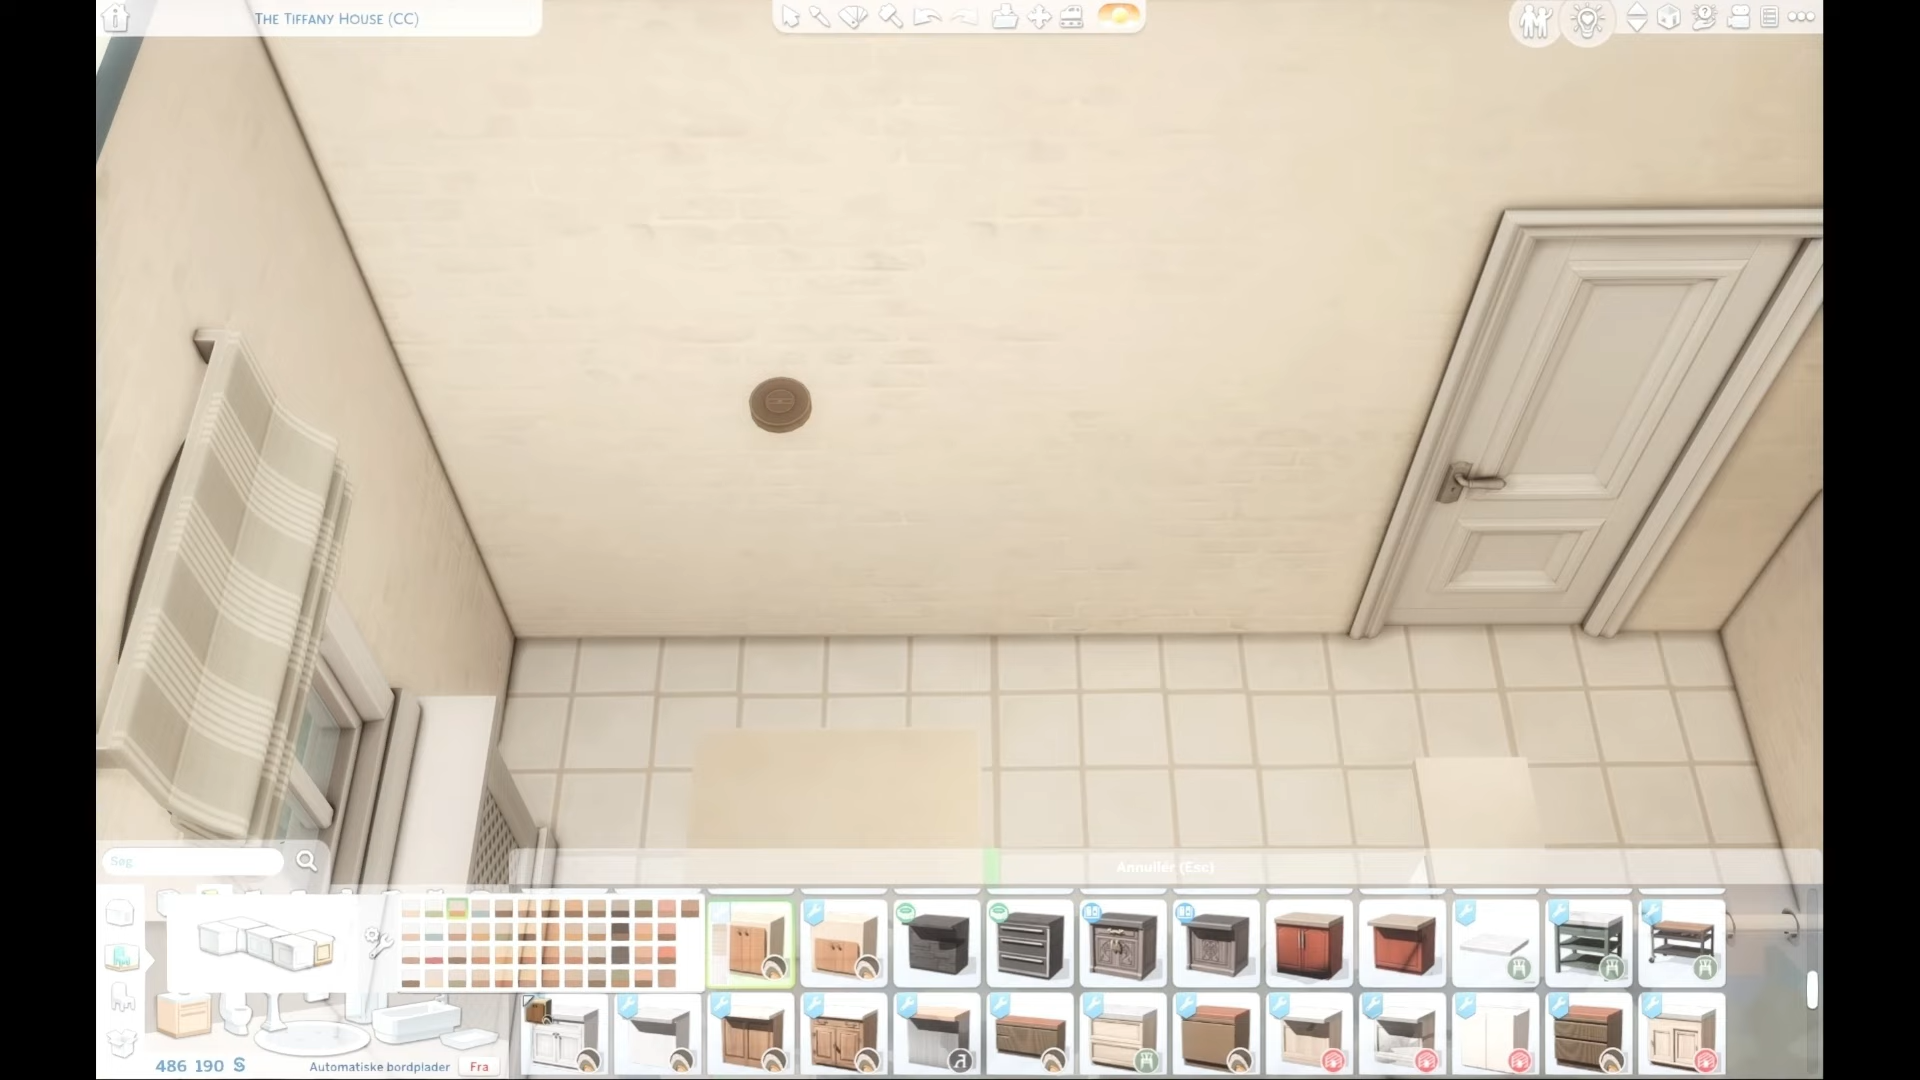 THE TIFFANY HOUSE (CC)
Søg
Annullér (Esc)
486 190 $
Automatiske bordplader
Fra